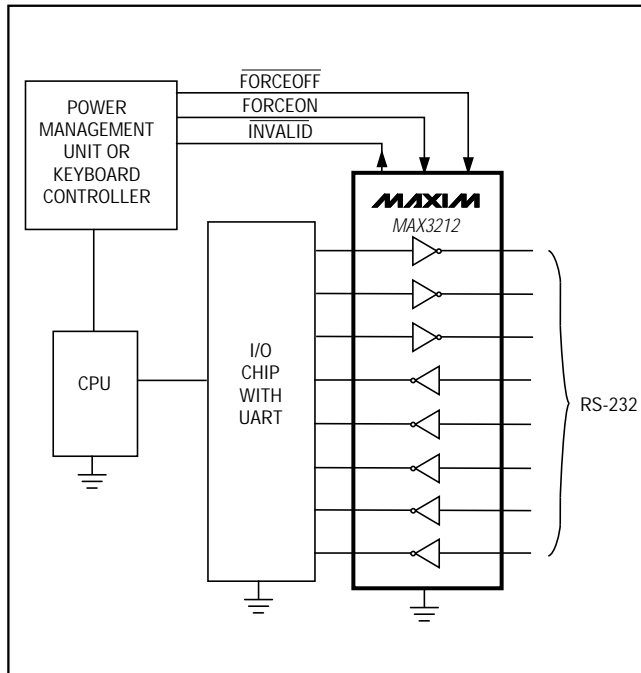 FORCEOFF
FORCEON
INVALID
POWER
MANAGEMENT
UNIT OR
KEYBOARD
CONTROLLER
MAXIM
MAX3212
CPU
I/O
CHIP
WITH
UART
RS-232